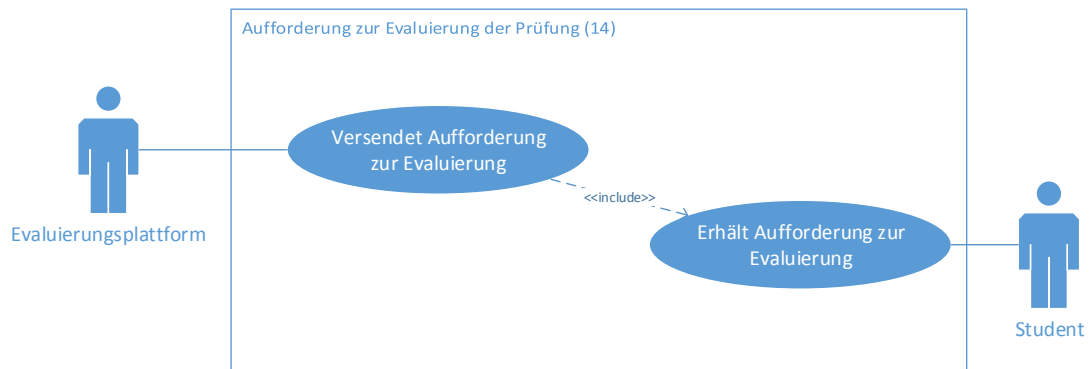 Aufforderung zur Evaluierung der Prüfung (14)
Versendet Aufforderung
zur Evaluierung
<<include>>
Evaluierungsplattform
Erhält Aufforderung zur
Evaluierung
Student